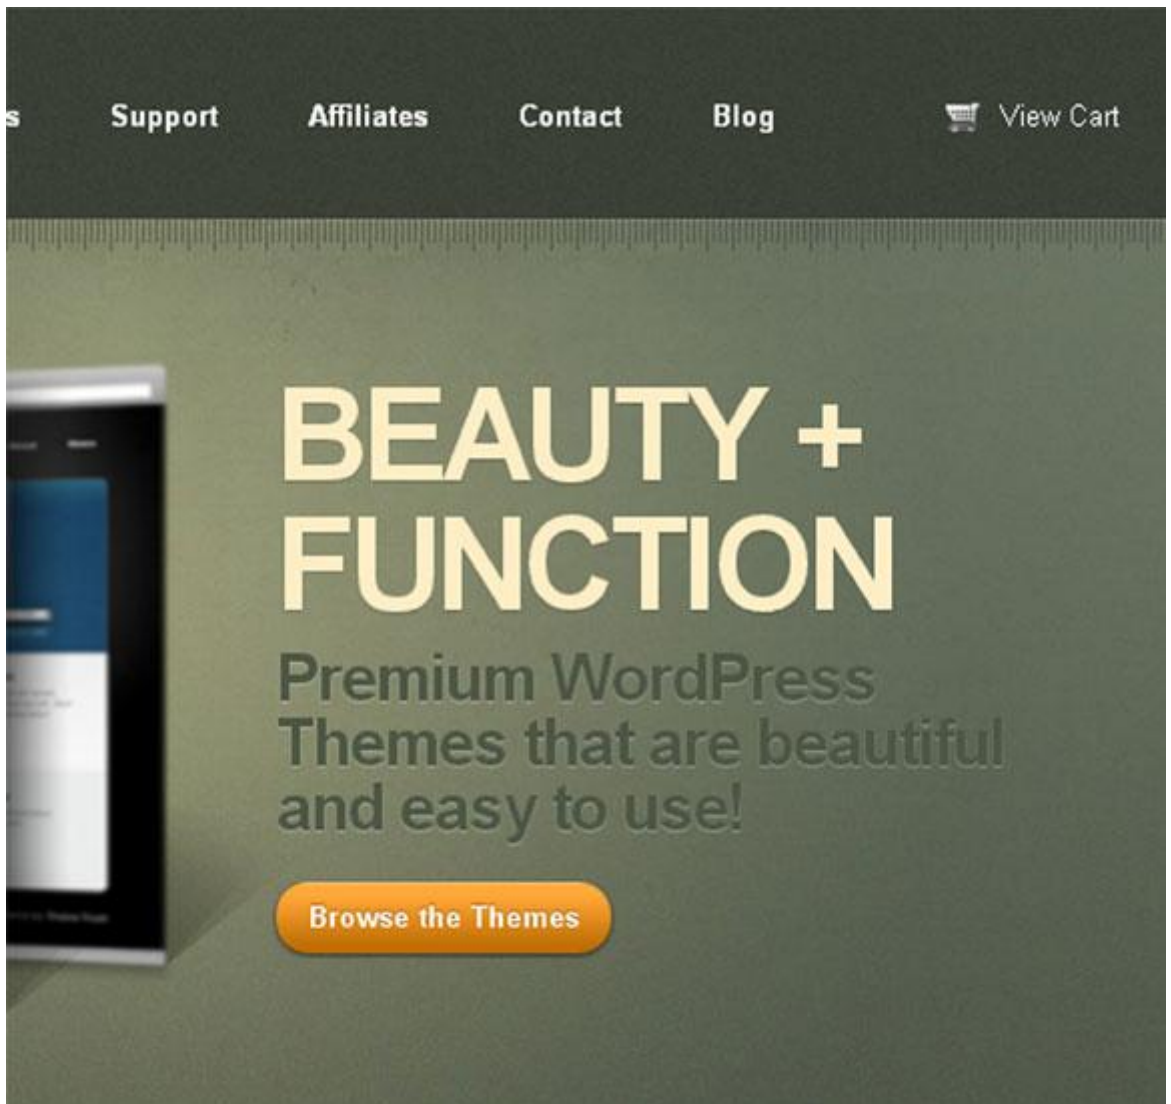 s Support Affiliates Contact Blog View Cart
BEAUTY +
FUNCTION
Premium WordPress
Themes that are beautiful
and easy to use!
Browse the Themes